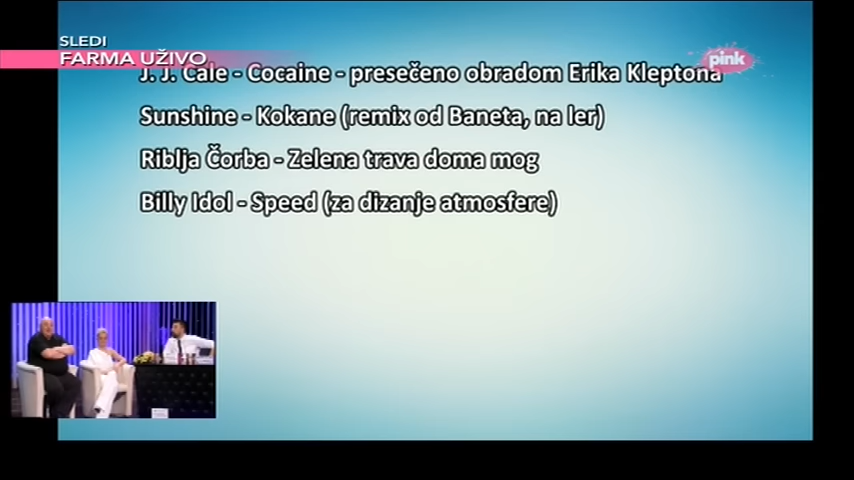 SLEDI
FARMA UŽIVO
pink
J. J. Cale - Cocaine - presečeno obradom Erika Kleptona
Sunshine - Kokane (remix od Baneta, na ler)
Riblja Čorba - Zelena trava doma mog
Billy Idol - Speed (za dizanje atmosfere)